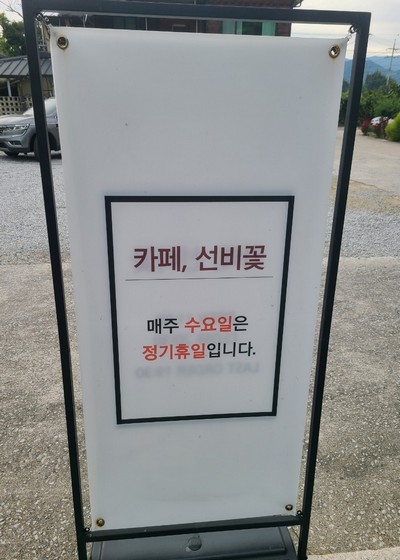 카페, 선비꽃
매주 수요일은
정기휴일입니다.